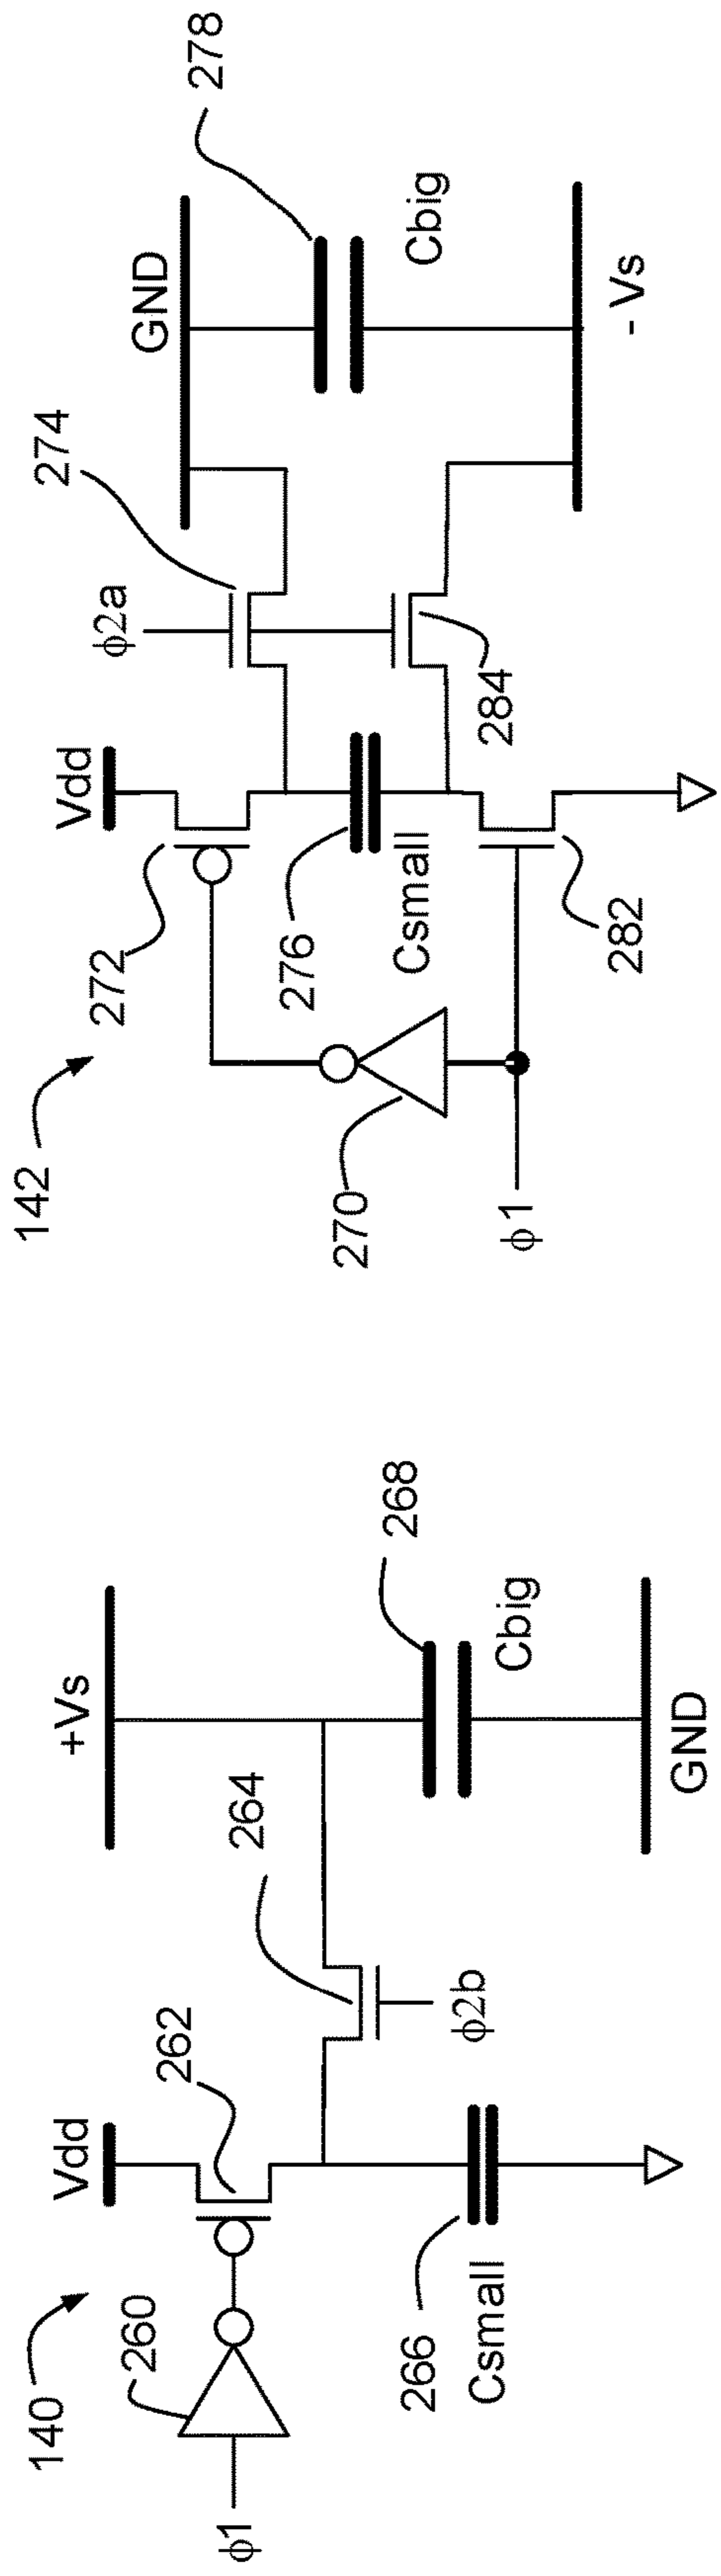 140
ϕ1
260
Vdd
262
264
ϕ2b
266
Csmall
+Vs
268
Cbig
GND
142
ϕ1
270
272
Vdd
276
Csmall
282
ϕ2a
274
284
GND
278
Cbig
- Vs